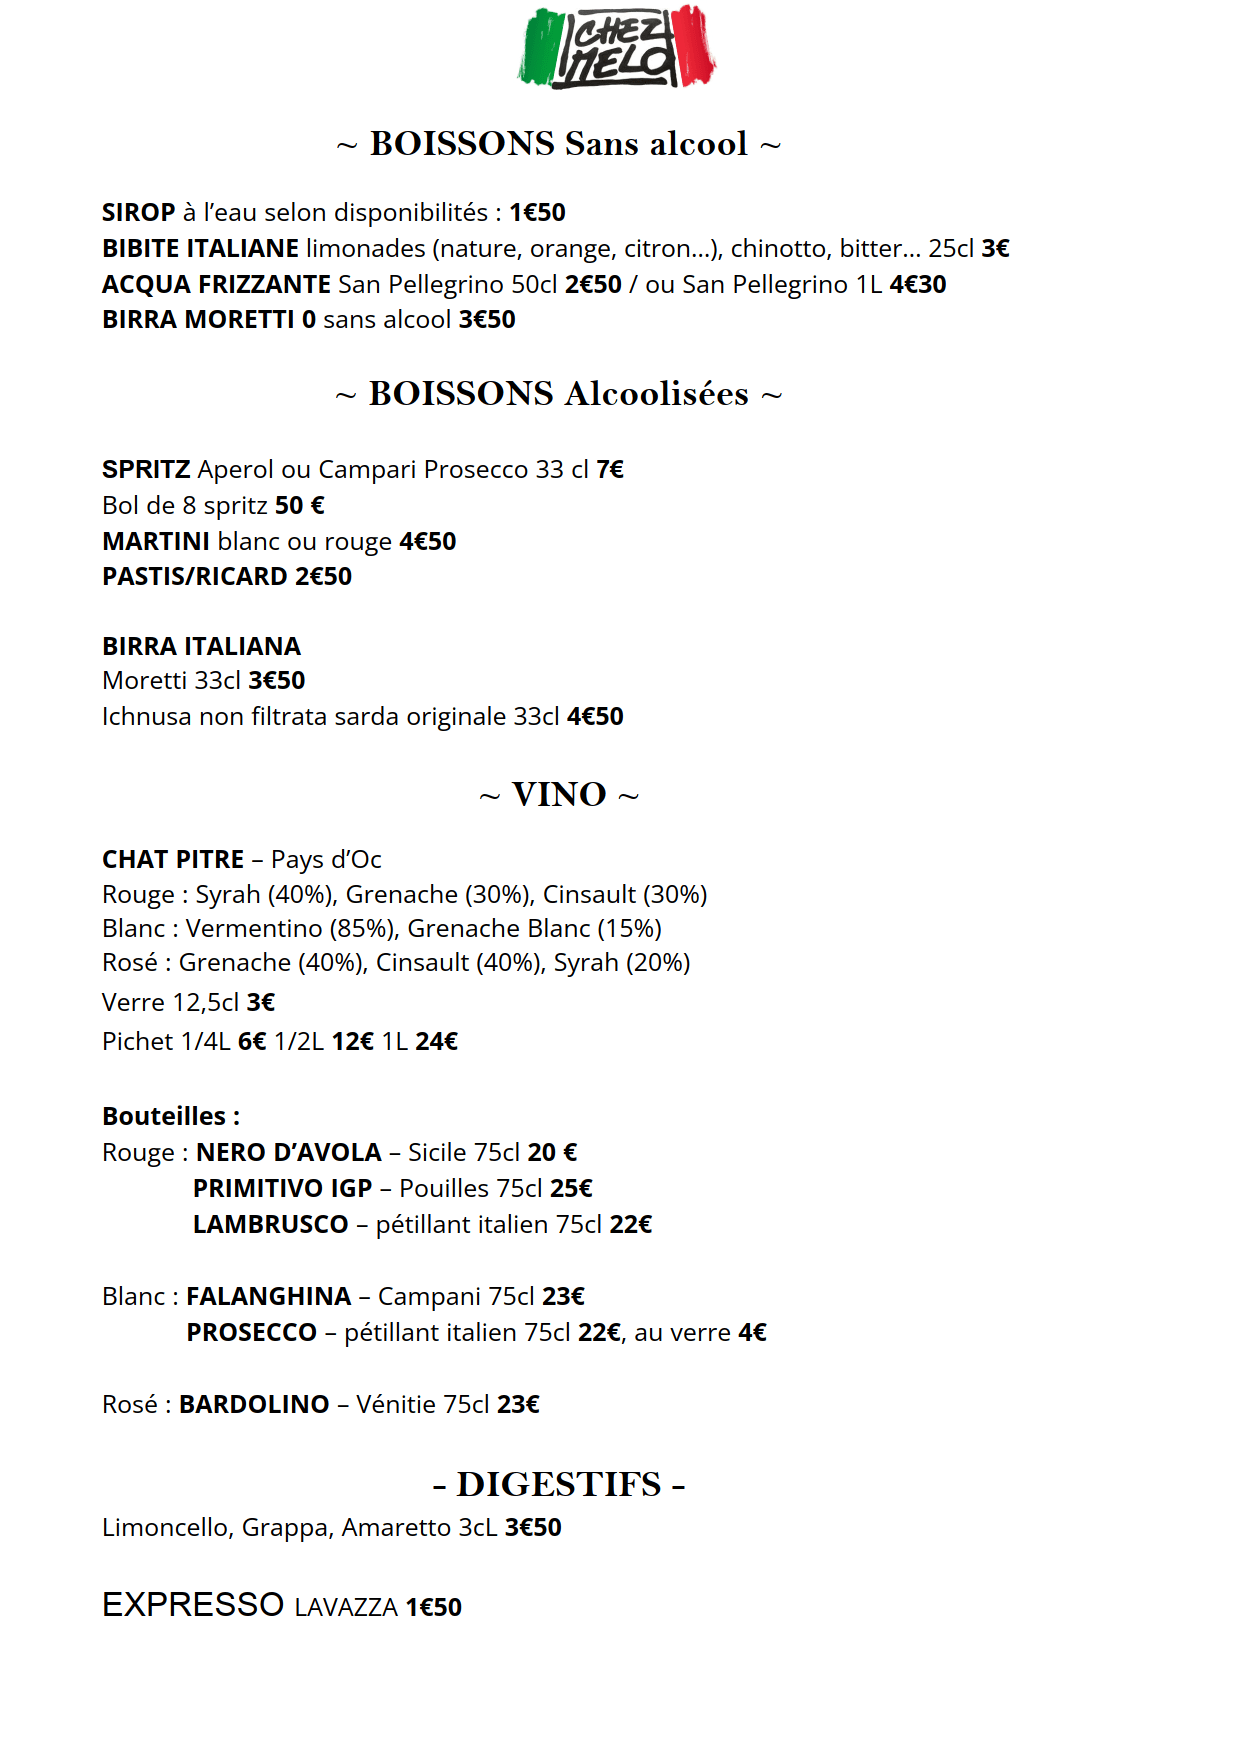 CHEZ
MELO
~ BOISSONS Sans alcool ~
SIROP à l’eau selon disponibilités : 1€50
BIBITE ITALIANE limonades (nature, orange, citron...), chinotto, bitter... 25cl 3€
ACQUA FRIZZANTE San Pellegrino 50cl 2€50 / ou San Pellegrino 1L 4€30
BIRRA MORETTI 0 sans alcool 3€50
~ BOISSONS Alcoolisées ~
SPRITZ Aperol ou Campari Prosecco 33 cl 7€
Bol de 8 spritz 50 €
MARTINI blanc ou rouge 4€50
PASTIS/RICARD 2€50
BIRRA ITALIANA
Moretti 33cl 3€50
Ichnusa non filtrata sarda originale 33cl 4€50
~ VINO ~
CHAT PITRE – Pays d’Oc
Rouge : Syrah (40%), Grenache (30%), Cinsault (30%)
Blanc : Vermentino (85%), Grenache Blanc (15%)
Rosé : Grenache (40%), Cinsault (40%), Syrah (20%)
Verre 12,5cl 3€
Pichet 1/4L 6€ 1/2L 12€ 1L 24€
Bouteilles :
Rouge : NERO D’AVOLA – Sicile 75cl 20 €
PRIMITIVO IGP – Pouilles 75cl 25€
LAMBRUSCO – pétillant italien 75cl 22€
Blanc : FALANGHINA – Campani 75cl 23€
PROSECCO – pétillant italien 75cl 22€, au verre 4€
Rosé : BARDOLINO – Vénitie 75cl 23€
- DIGESTIFS -
Limoncello, Grappa, Amaretto 3cL 3€50
EXPRESSO LAVAZZA 1€50